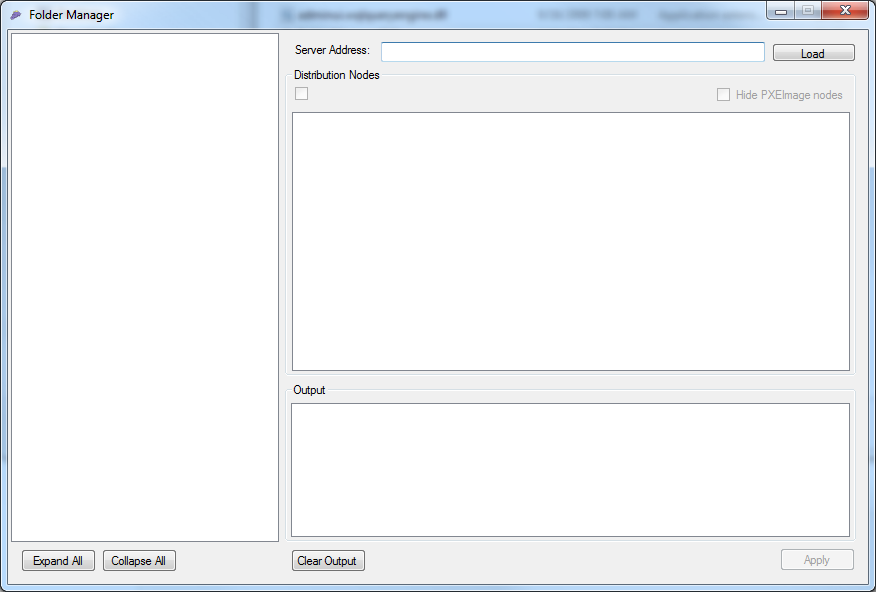 Folder Manager
Server Address:
Load
Distribution Nodes
Hide PXEImage nodes
Output
Expand All
Collapse All
Clear Output
Apply